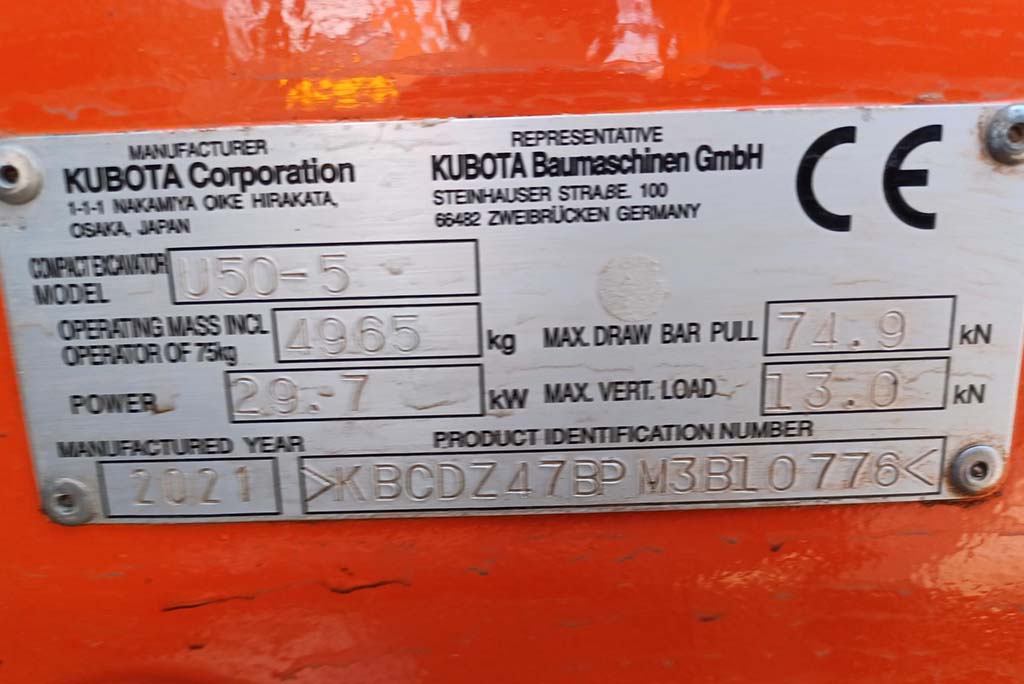 MANUFACTURER
KUBOTA Corporation
1-1-1 NAKAMIYA OIKE HIRAKATA,
OSAKA, JAPAN
REPRESENTATIVE
KUBOTA Baumaschinen GmbH
STEINHAUSER STRAßE. 100
66482 ZWEIBRÜCKEN GERMANY
CE
COMPACT EXCAVATOR
MODEL
U50-5
OPERATING MASS INCL
OPERATOR OF 75kg
4965 kg
MAX. DRAW BAR PULL 74.9 kN
POWER 29.7 kW
MAX. VERT. LOAD 13.0 kN
MANUFACTURED YEAR
2021
PRODUCT IDENTIFICATION NUMBER
>KBCDZ47BPM3B10776<